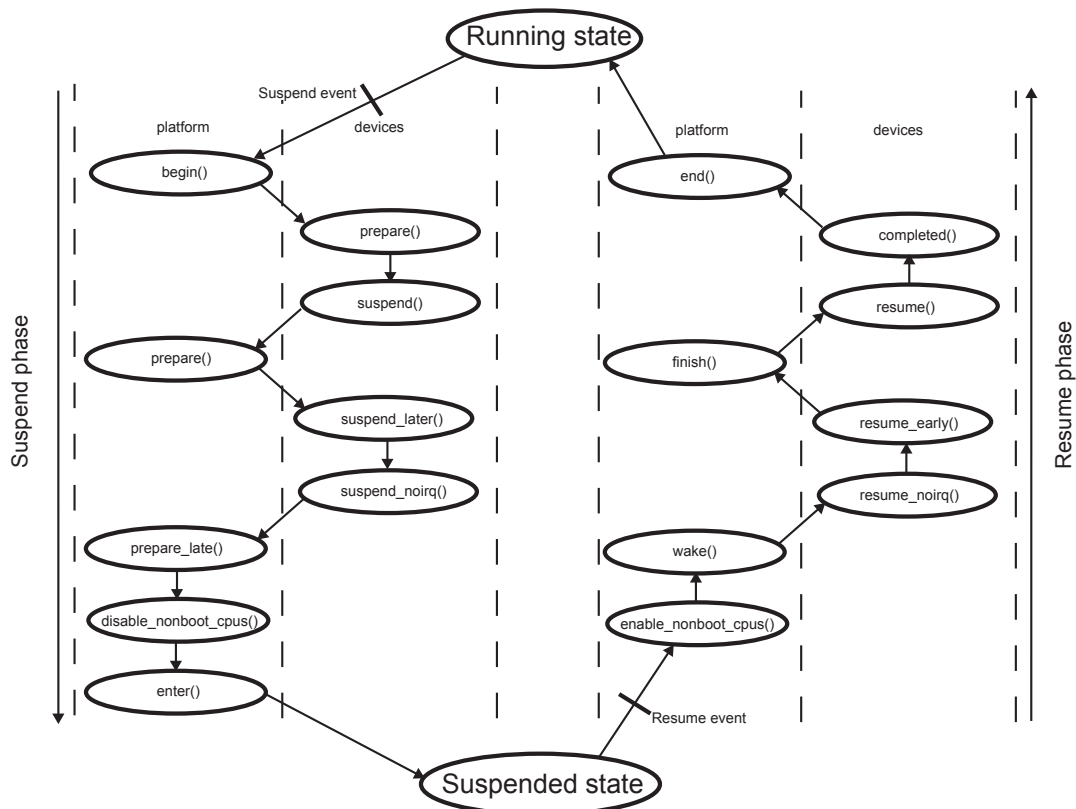 Running state
Suspend event
platform
devices
platform
devices
begin()
end()
prepare()
completed()
suspend()
resume()
prepare()
finish()
suspend_later()
resume_early()
suspend_noirq()
resume_noirq()
prepare_late()
wake()
disable_nonboot_cpus()
enable_nonboot_cpus()
enter()
Resume event
Suspended state
Suspend phase
Resume phase